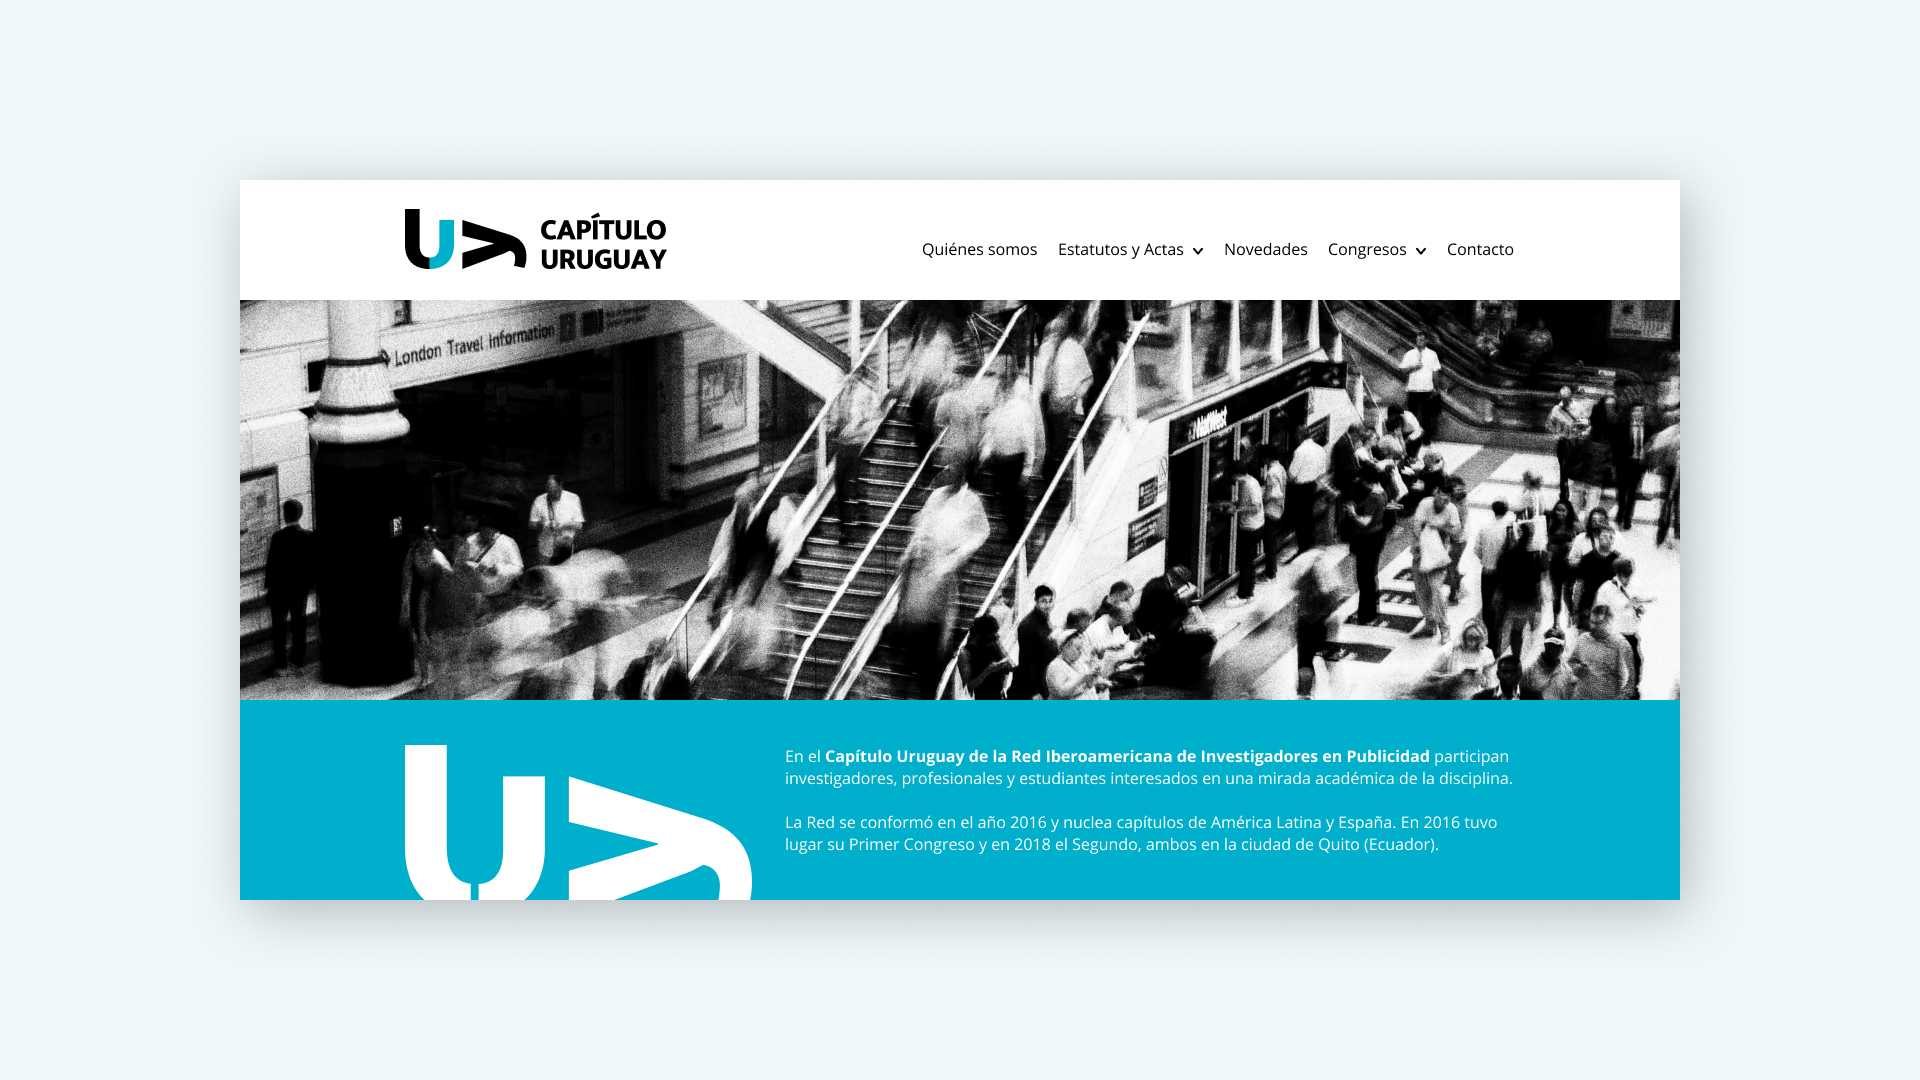 CAPÍTULO
URUGUAY
Quiénes somos Estatutos y Actas Novedades Congresos Contacto
London Travel Information
NatWest
En el Capítulo Uruguay de la Red Iberoamericana de Investigadores en Publicidad participan
investigadores, profesionales y estudiantes interesados en una mirada académica de la disciplina.
La Red se conformó en el año 2016 y nuclea capítulos de América Latina y España. En 2016 tuvo
lugar su Primer Congreso y en 2018 el Segundo, ambos en la ciudad de Quito (Ecuador).